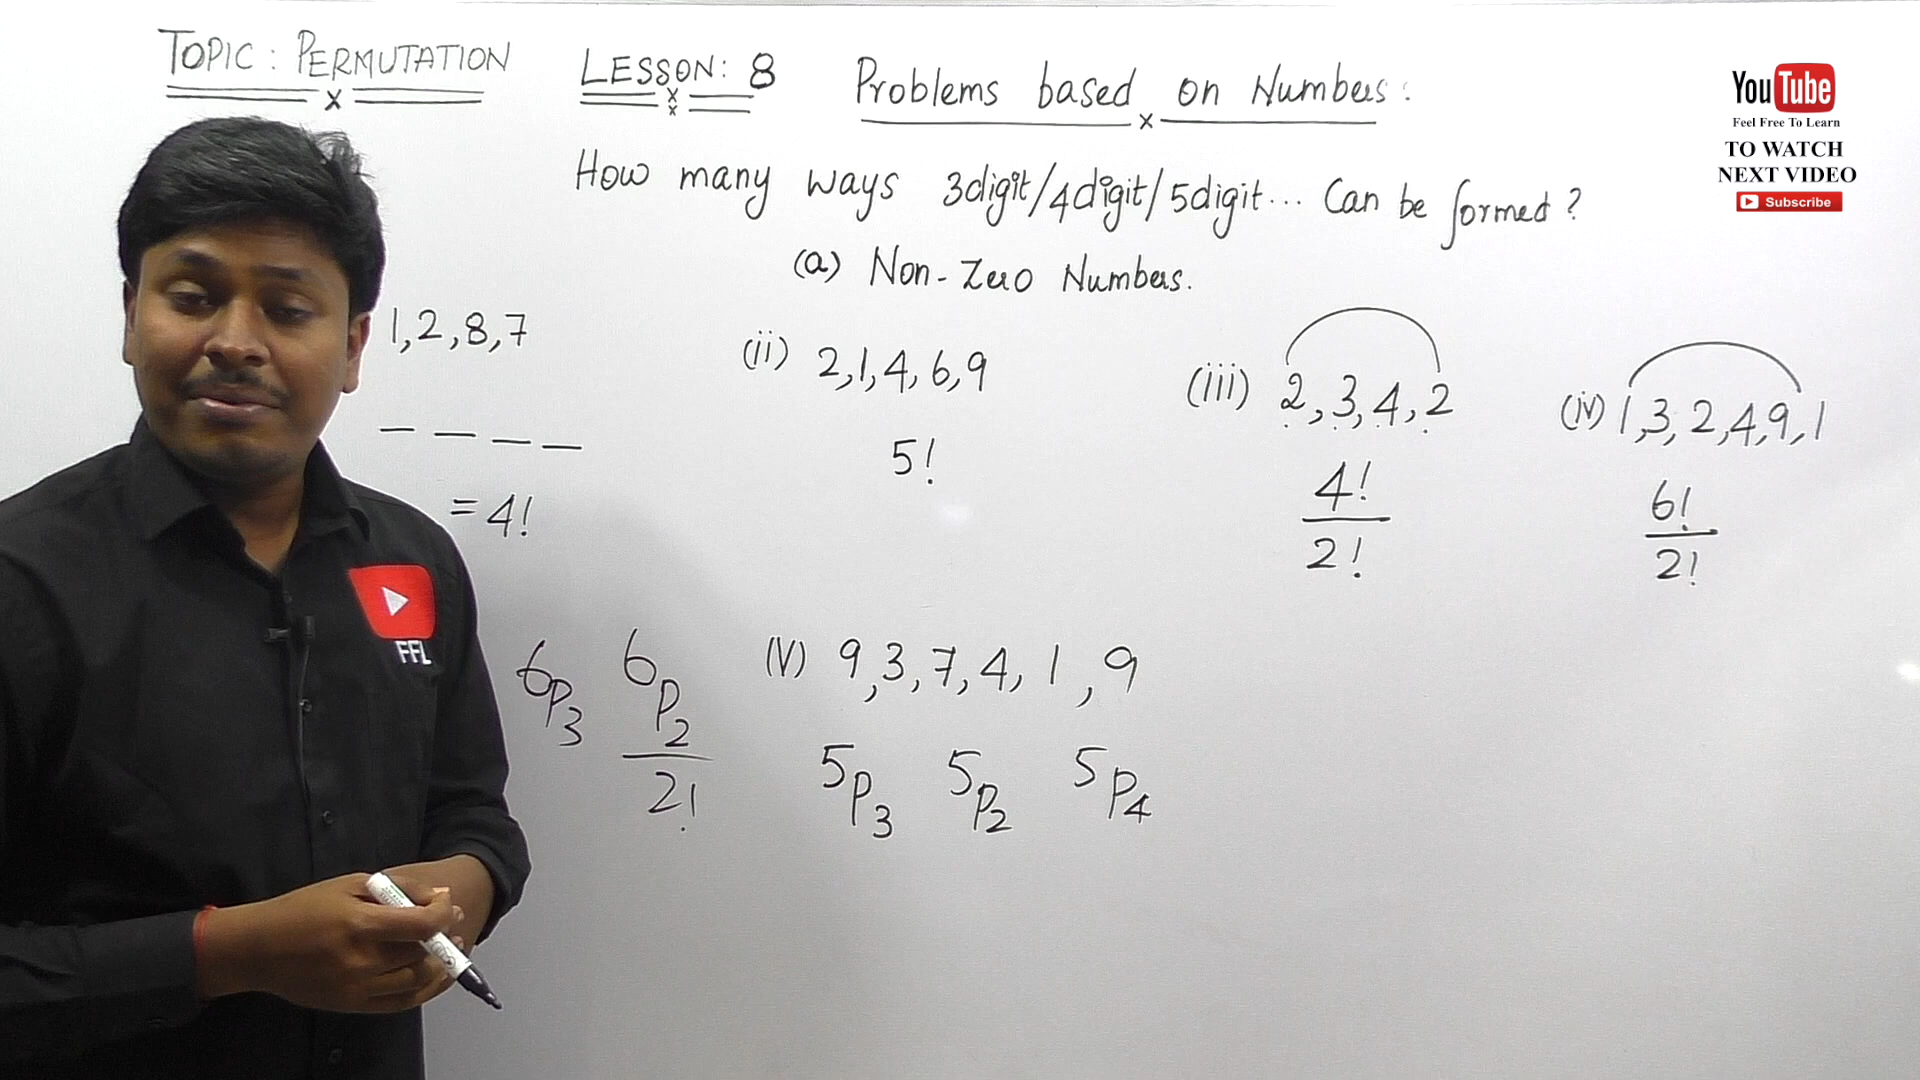 TOPIC: PERMUTATION
LESSON: 8
Problems based on Numbers:
YouTube
Feel Free To Learn
TO WATCH
NEXT VIDEO
Subscribe
How many ways 3digit/4digit/5digit... Can be formed?
(a) Non-Zero Numbers.
1,2,8,7
= 4!
(ii) 2,1,4,6,9
5!
(iii) 2,3,4,2
4!
2!
(iv) 1,3,2,4,9,1
6!
2!
FFL
6P3
6P2
2!
(V) 9,3,7,4,1,9
5P3 5P2 5P4